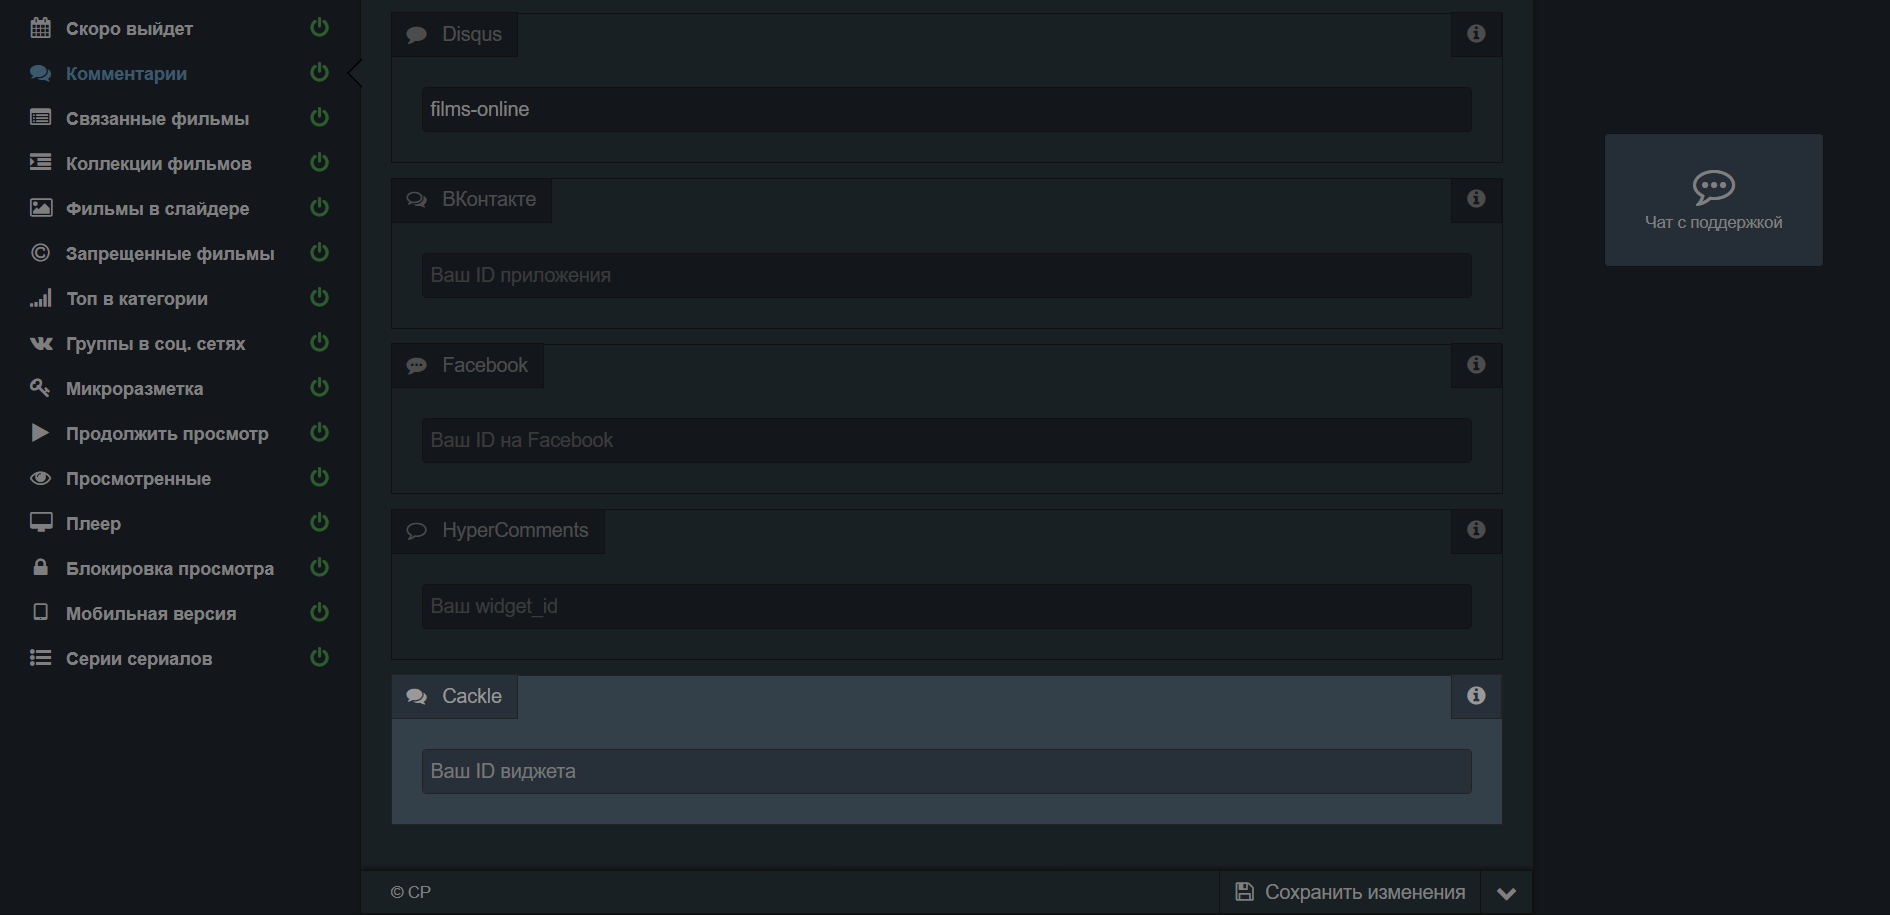 Скоро выйдет
Комментарии
Связанные фильмы
Коллекции фильмов
Фильмы в слайдере
Запрещенные фильмы
Топ в категории
Группы в соц. сетях
Микроразметка
Продолжить просмотр
Просмотренные
Плеер
Блокировка просмотра
Мобильная версия
Серии сериалов
Disqus
films-online
ВКонтакте
Ваш ID приложения
Facebook
Ваш ID на Facebook
HyperComments
Ваш widget_id
Cackle
Ваш ID виджета
© CP
Сохранить изменения
Чат с поддержкой